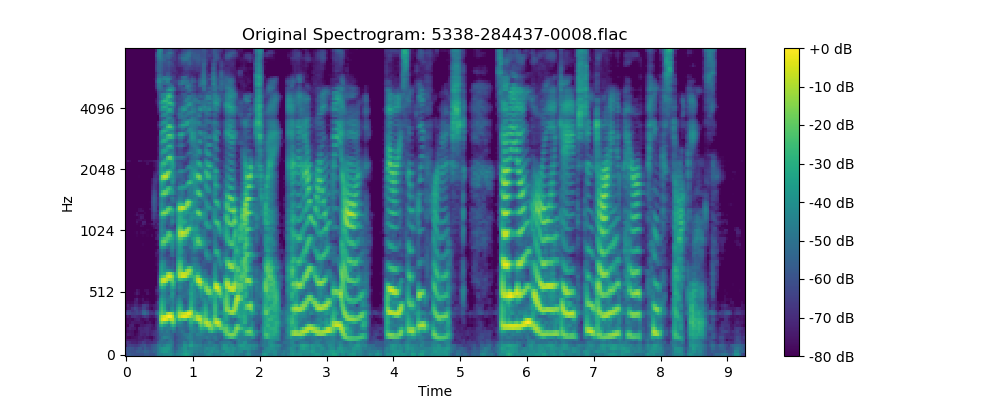 Original Spectrogram: 5338-284437-0008.flac
Hz
4096
2048
1024
512
0
0 1 2 3 4 5 6 7 8 9
Time
+0 dB
-10 dB
-20 dB
-30 dB
-40 dB
-50 dB
-60 dB
-70 dB
-80 dB